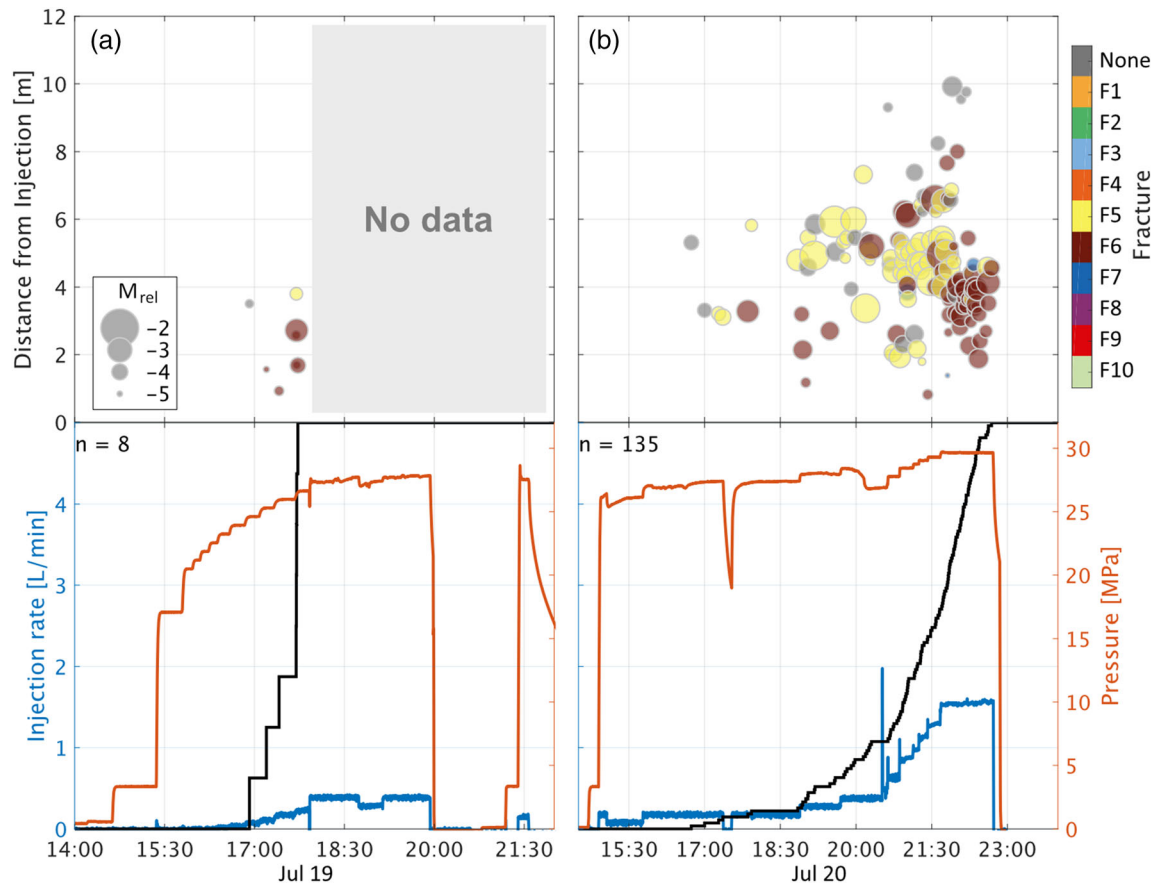 (a)
(b)
12
10
8
6
4
2
0
Distance from Injection [m]
No data
M rel
−2
−3
−4
−5
None
F1
F2
F3
F4
F5
F6
F7
F8
F9
F10
Fracture
n = 8
n = 135
4
3
2
1
0
Injection rate [L/min]
30
25
20
15
10
5
0
Pressure [MPa]
14:00 15:30 17:00 18:30 20:00 21:30
Jul 19
15:30 17:00 18:30 20:00 21:30 23:00
Jul 20